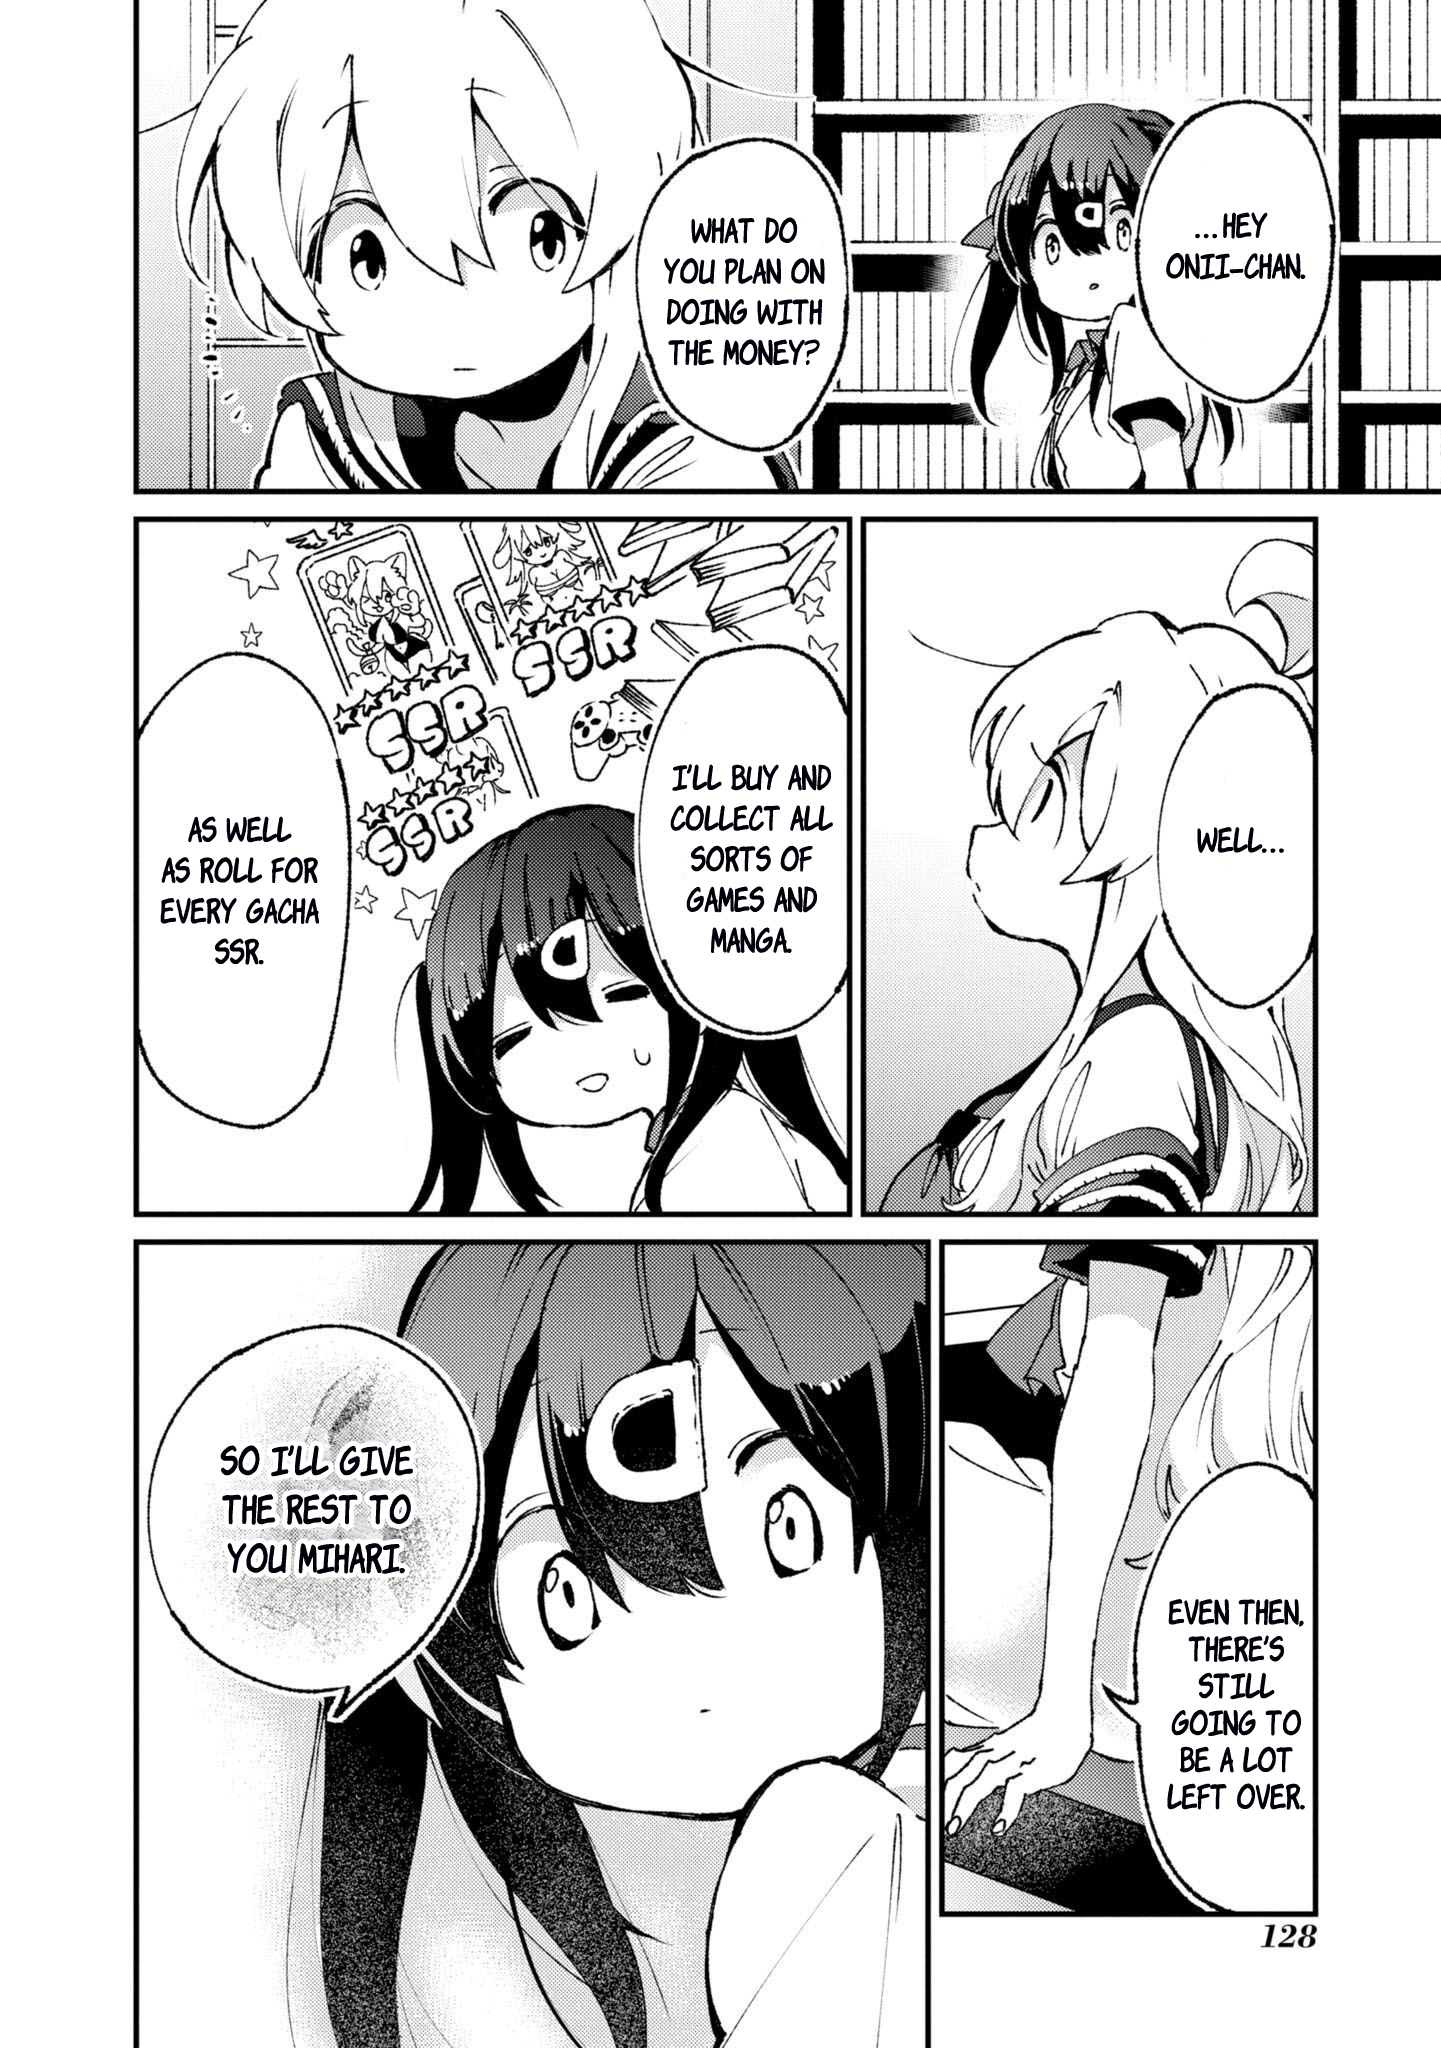 ...HEY
ONII-CHAN.
WHAT DO
YOU PLAN ON
DOING WITH
THE MONEY?
WELL...
I'LL BUY AND
COLLECT ALL
SORTS OF
GAMES AND
MANGA.
SSR
SSR
SSR
AS WELL
AS ROLL FOR
EVERY GACHA
SSR.
EVEN THEN,
THERE'S
STILL
GOING TO
BE A LOT
LEFT OVER.
SO I'LL GIVE
THE REST TO
YOU MIHARI.
128